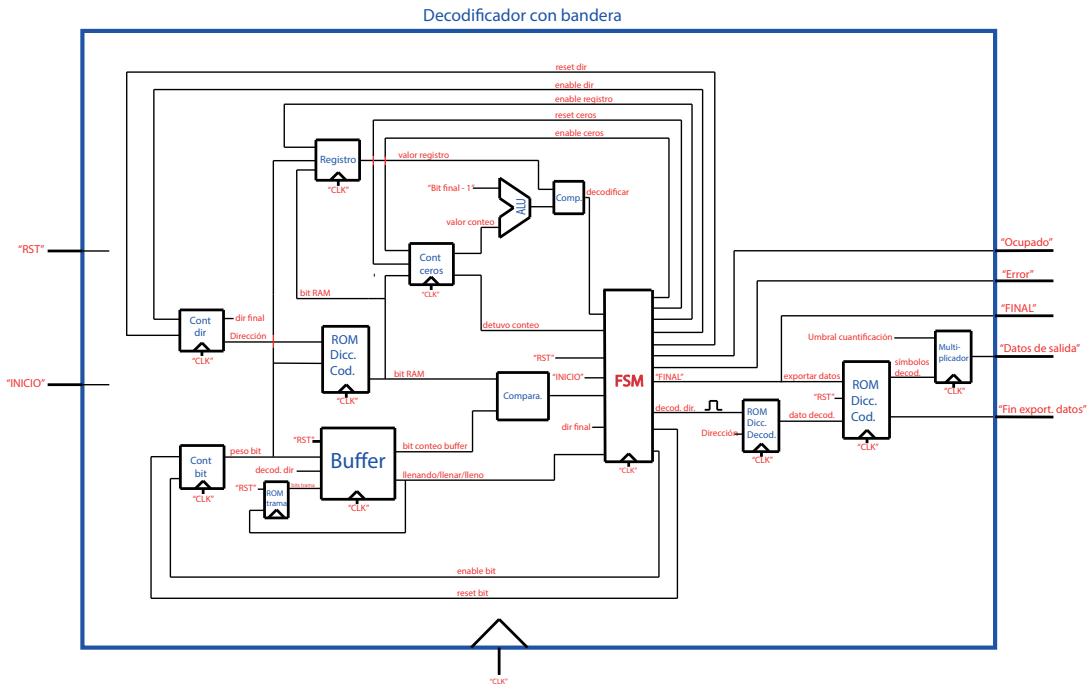 Decodificador con bandera
reset dir
enable dir
enable registro
reset ceros
enable ceros
Registro
"CLK"
valor registro
"Bit final - 1"
ALU
Comp.
decodificar
valor conteo
Cont
ceros
"CLK"
"RST"
"Ocupado"
"Error"
bit RAM
dir final
Cont
dir
"CLK"
Dirección
ROM
Dicc.
Cod.
"CLK"
detuvo conteo
"FINAL"
Umbral cuantificación
Multi-
plicador
"CLK"
"Datos de salida"
"RST"
"INICIO"
bit RAM
Compara.
FSM
"CLK"
"FINAL"
exportar datos
símbolos
decod.
"INICIO"
"RST"
ROM
Dicc.
Cod.
"CLK"
decod. dir.
ROM
Dicc.
Decod.
"CLK"
Dirección
dato decod.
"Fin export. datos"
dir final
"RST"
Buffer
"CLK"
bit conteo buffer
Cont
bit
"CLK"
peso bit
decod. dir
llenando/llenar/lleno
"RST"
ROM
trama
bits trama
enable bit
reset bit
"CLK"